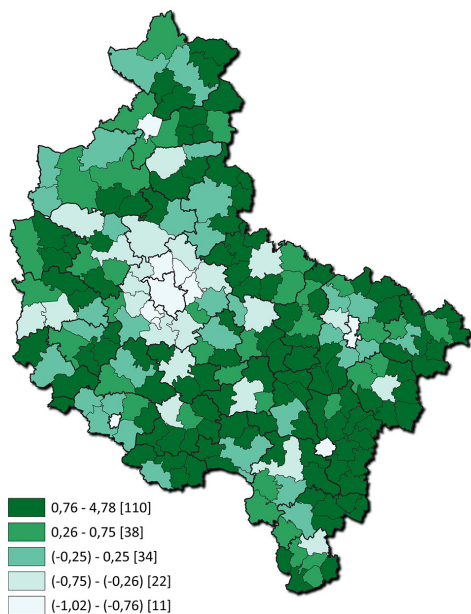 0,76 - 4,78 [110]
0,26 - 0,75 [38]
(-0,25) - 0,25 [34]
(-0,75) - (-0,26) [22]
(-1,02) - (-0,76) [11]